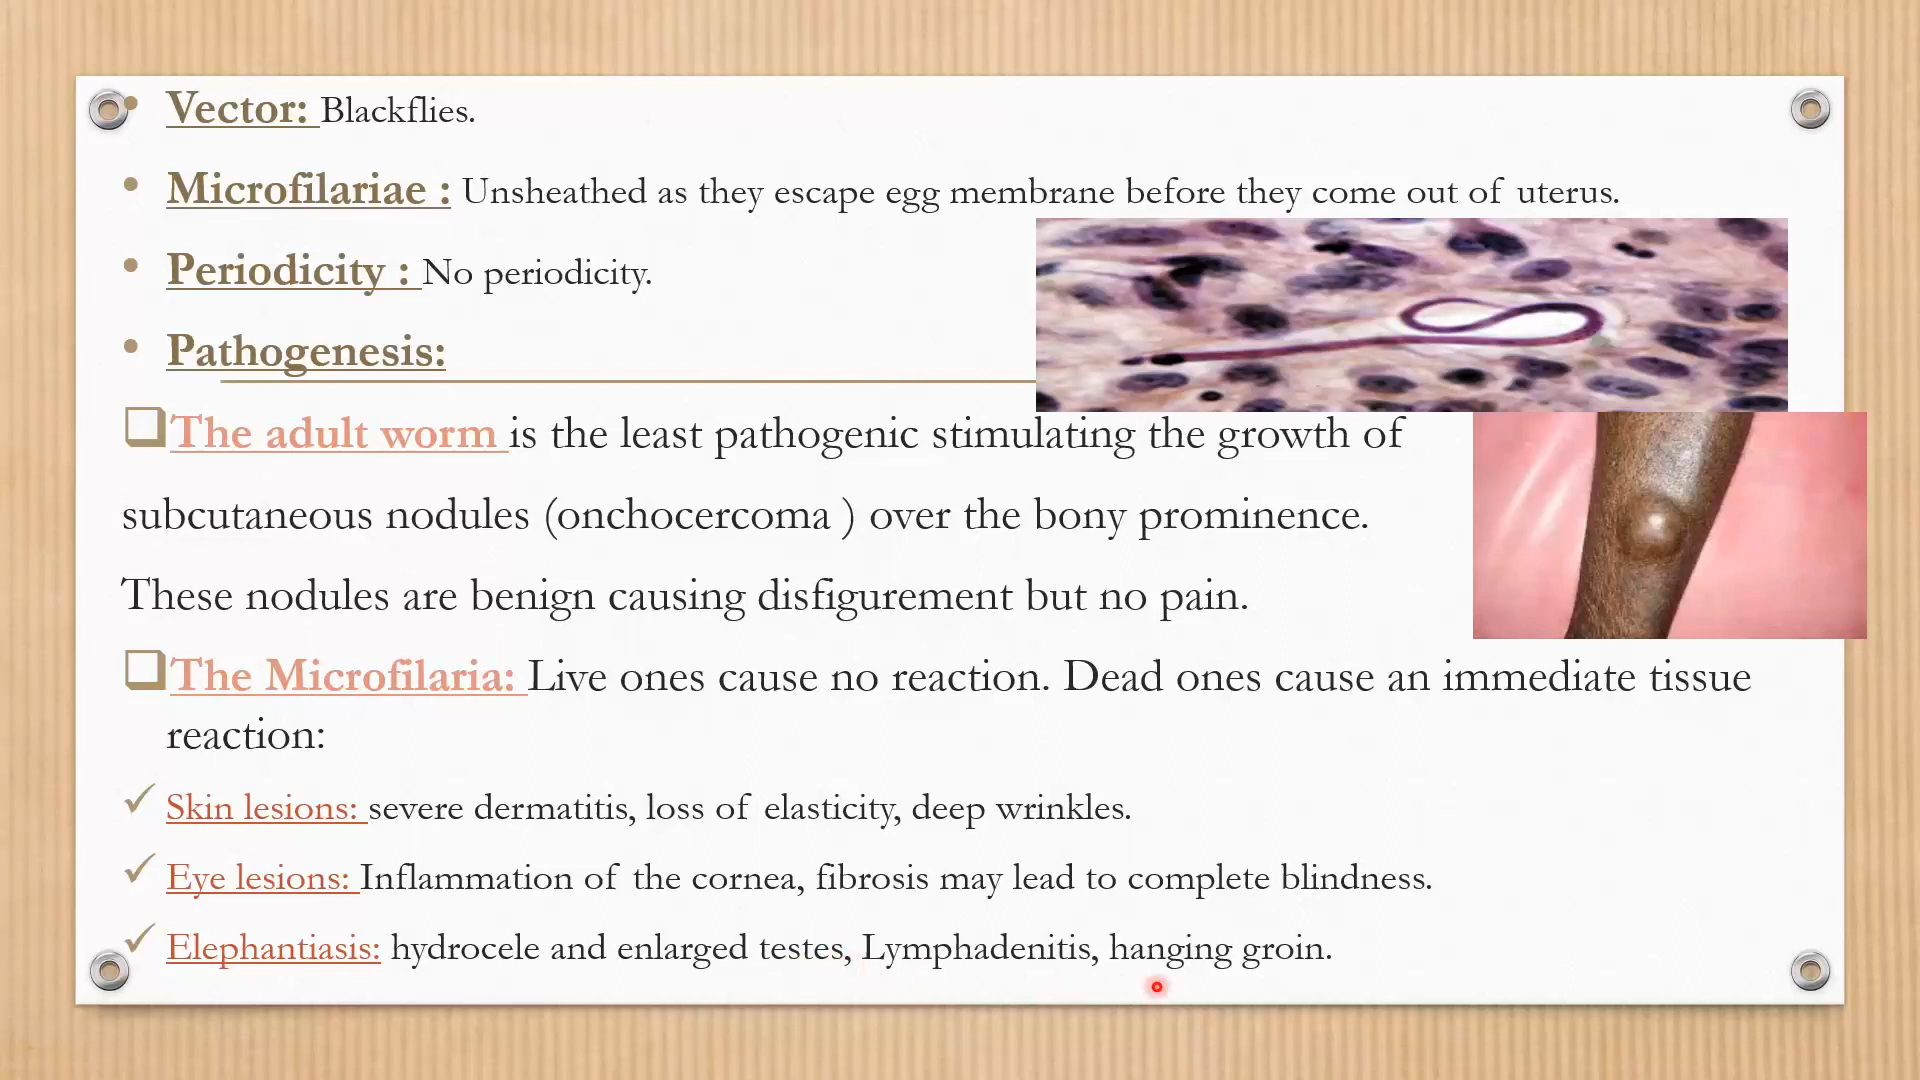 • Vector: Blackflies.
• Microfilariae : Unsheathed as they escape egg membrane before they come out of uterus.
• Periodicity : No periodicity.
• Pathogenesis:
❑The adult worm is the least pathogenic stimulating the growth of
subcutaneous nodules (onchocercoma ) over the bony prominence.
These nodules are benign causing disfigurement but no pain.
❑The Microfilaria: Live ones cause no reaction. Dead ones cause an immediate tissue
reaction:
✓ Skin lesions: severe dermatitis, loss of elasticity, deep wrinkles.
✓ Eye lesions: Inflammation of the cornea, fibrosis may lead to complete blindness.
✓ Elephantiasis: hydrocele and enlarged testes, Lymphadenitis, hanging groin.